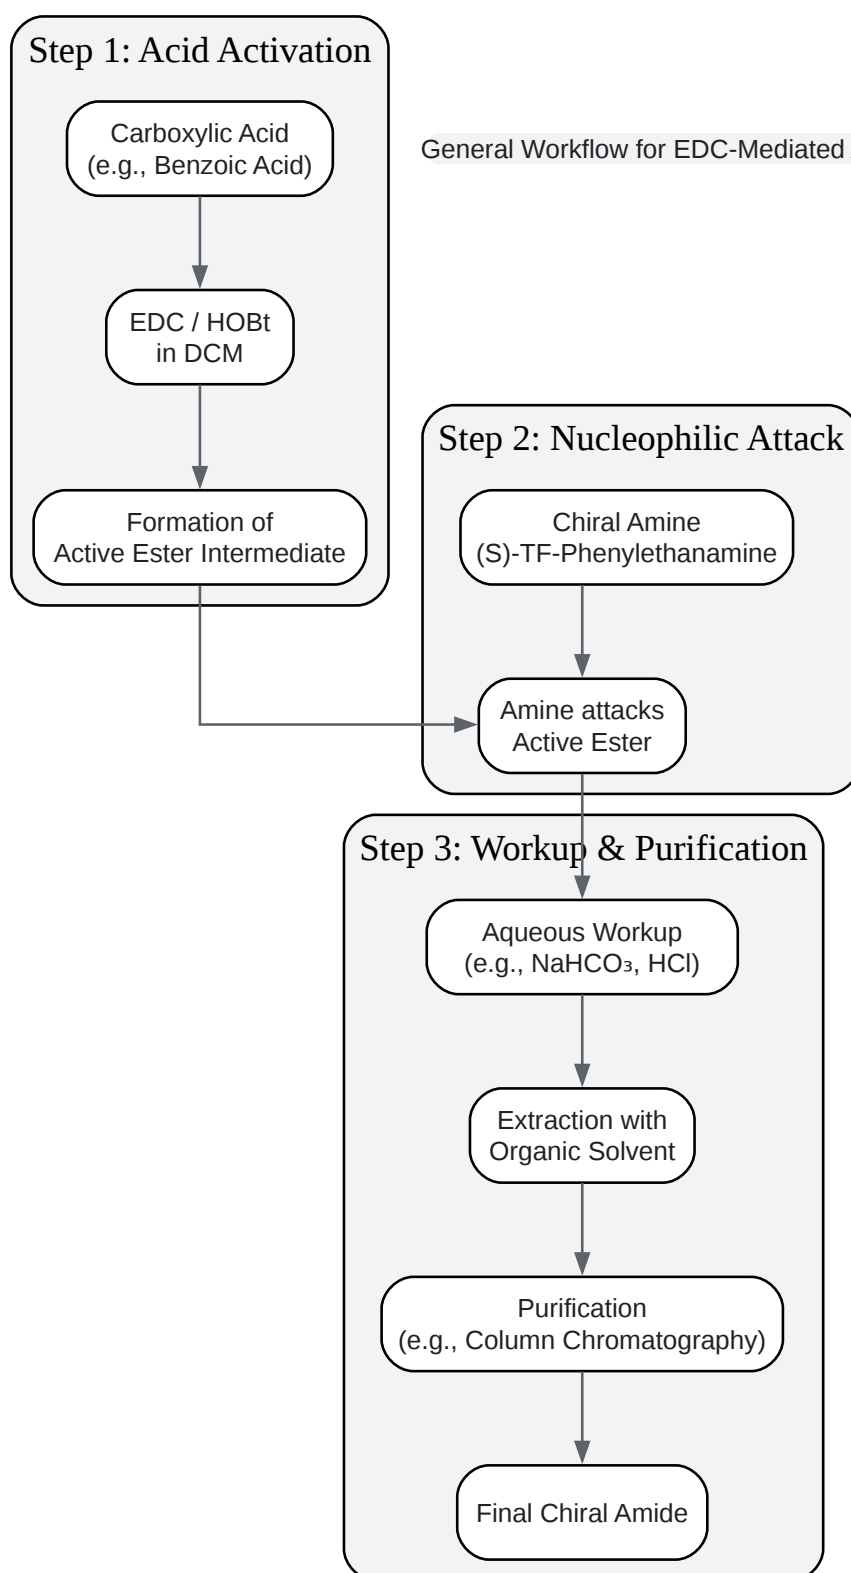 Step 1: Acid Activation
Carboxylic Acid
(e.g., Benzoic Acid)
General Workflow for EDC-Mediated
EDC / HOBt
in DCM
Formation of
Active Ester Intermediate
Step 2: Nucleophilic Attack
Chiral Amine
(S)-TF-Phenylethanamine
Amine attacks
Active Ester
Step 3: Workup & Purification
Aqueous Workup
(e.g., NaHCO₃, HCl)
Extraction with
Organic Solvent
Purification
(e.g., Column Chromatography)
Final Chiral Amide